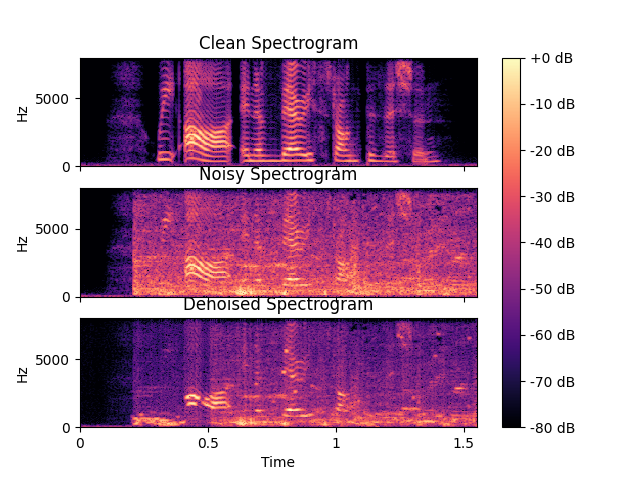 Clean Spectrogram
Hz
5000
0
Noisy Spectrogram
Hz
5000
0
Denoised Spectrogram
Hz
5000
0
0
0.5
1
1.5
Time
+0 dB
-10 dB
-20 dB
-30 dB
-40 dB
-50 dB
-60 dB
-70 dB
-80 dB